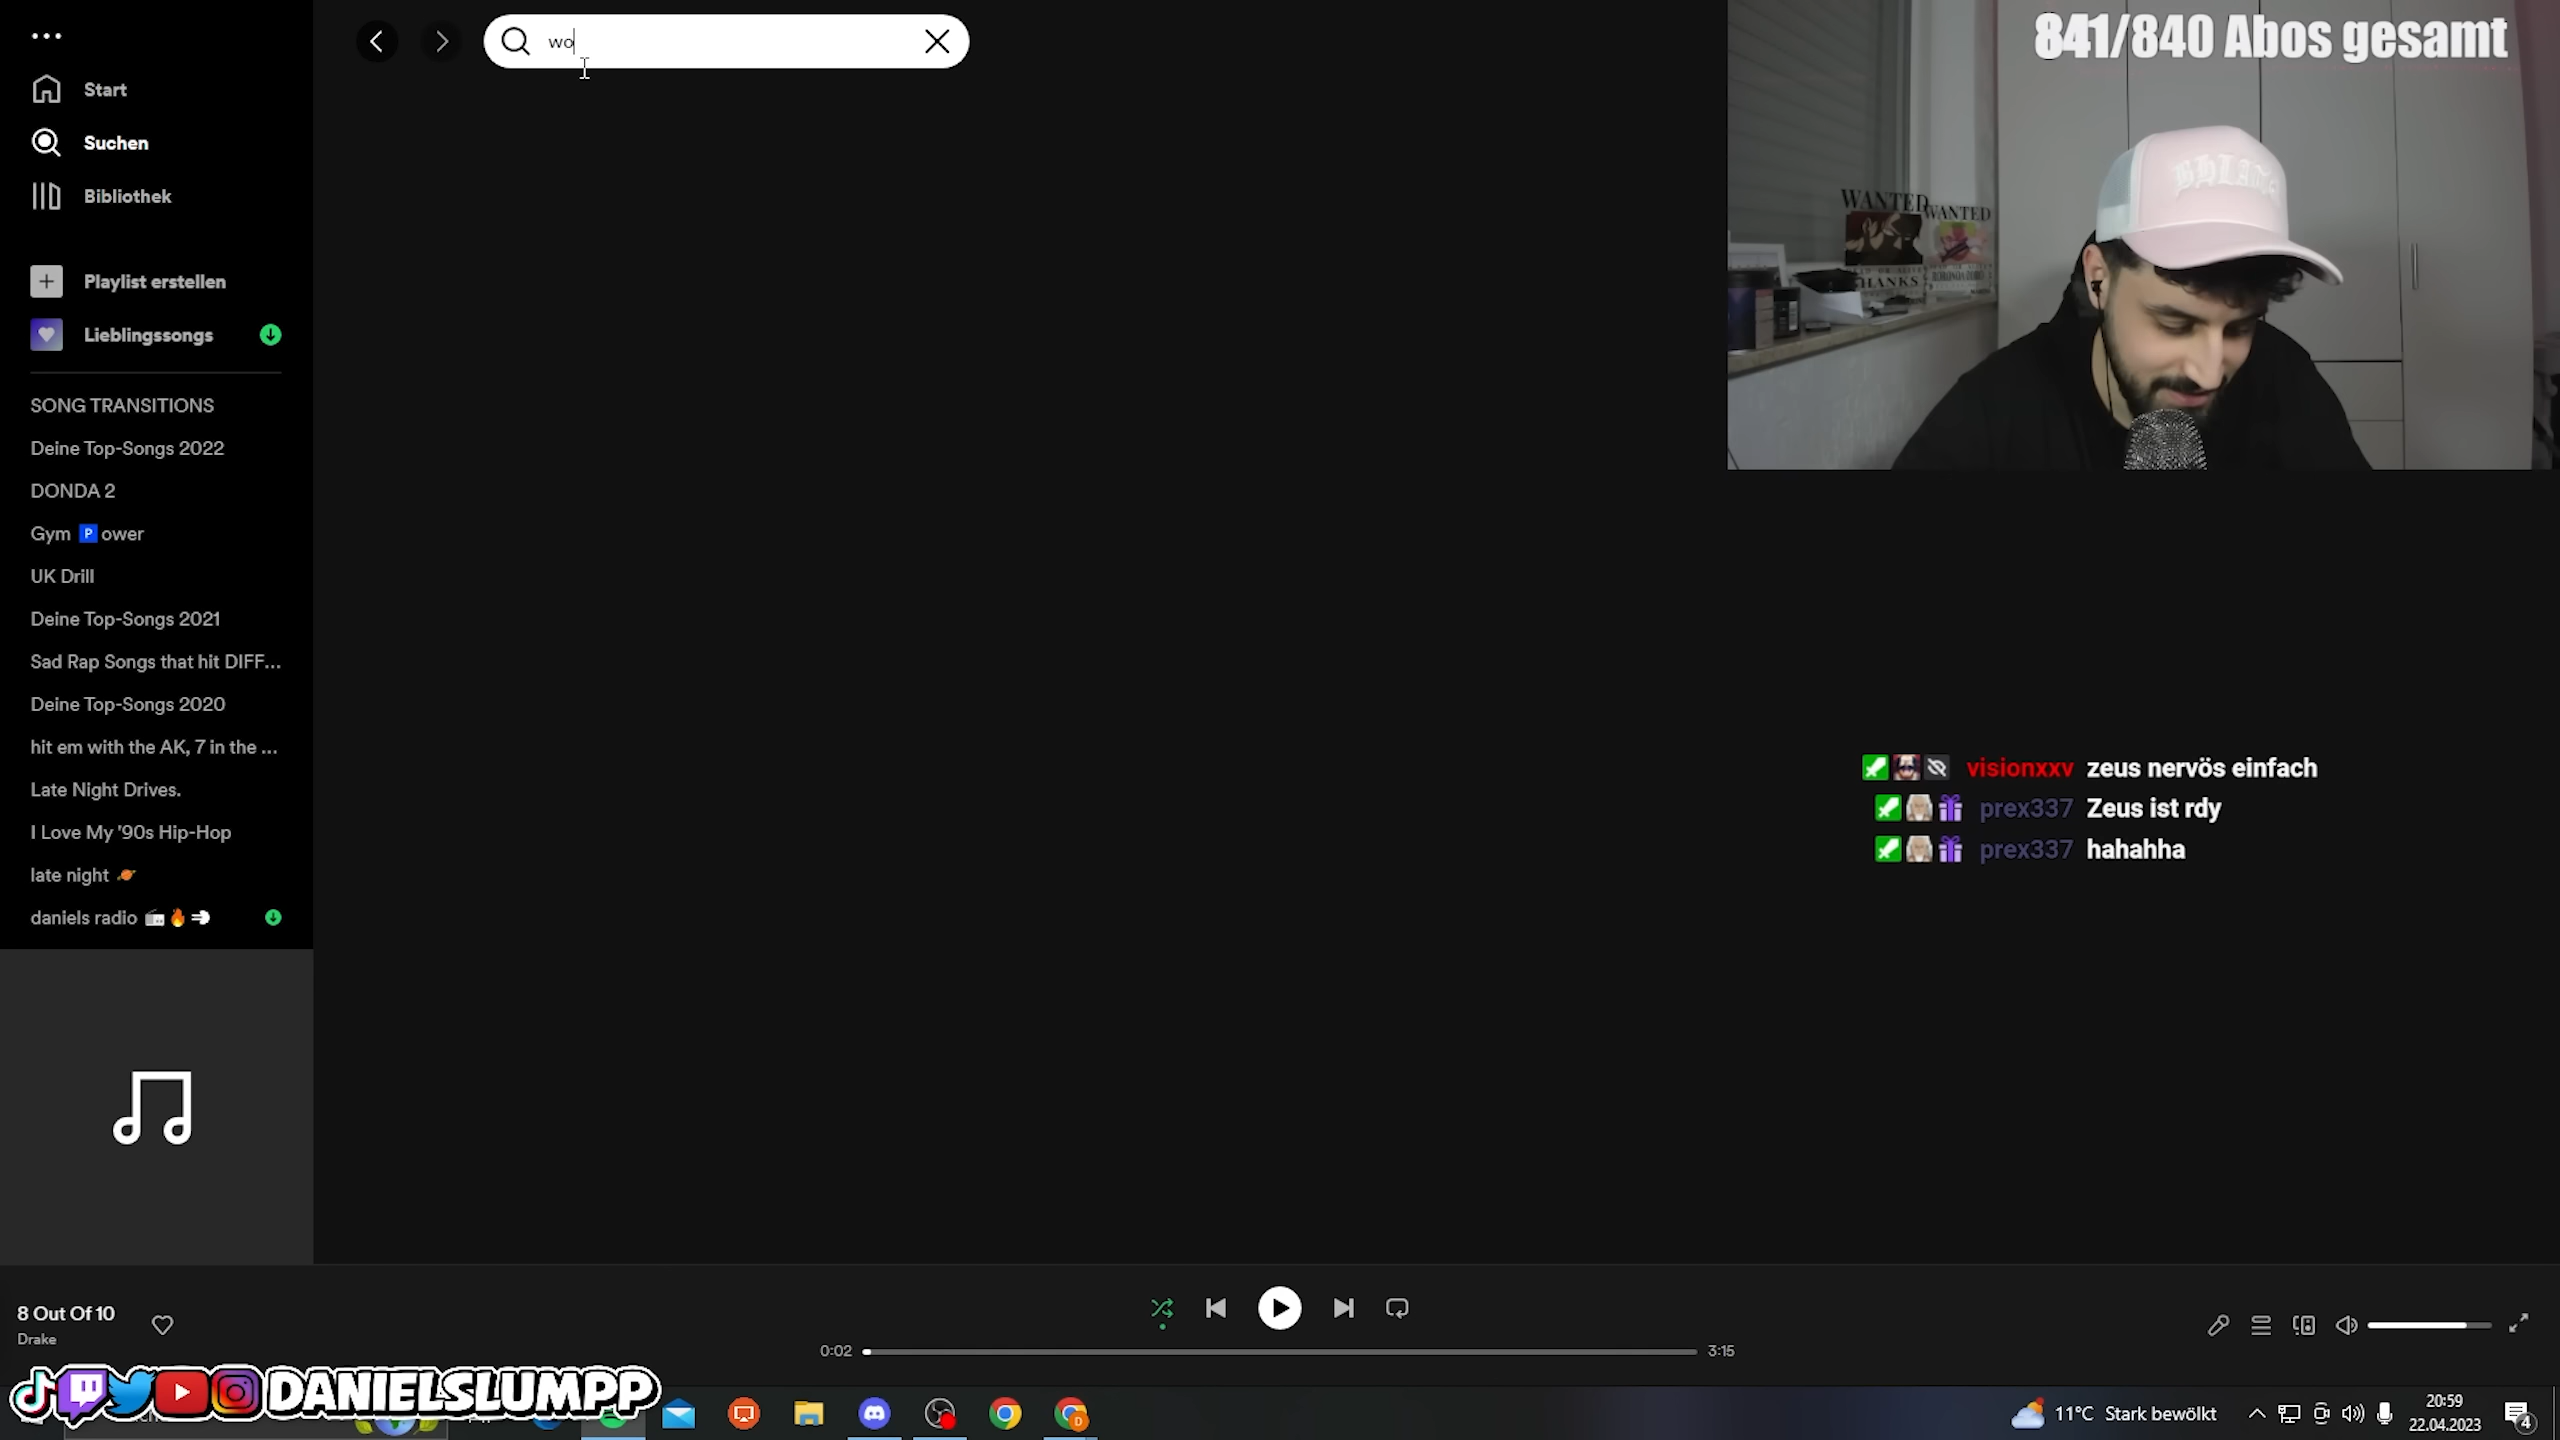 wo
841/840 Abos gesamt
Start
Suchen
Bibliothek
Playlist erstellen
Lieblingssongs
SONG TRANSITIONS
Deine Top-Songs 2022
DONDA 2
Gym 🅿️ower
UK Drill
Deine Top-Songs 2021
Sad Rap Songs that hit DIFF...
Deine Top-Songs 2020
hit em with the AK, 7 in the ...
Late Night Drives.
I Love My '90s Hip-Hop
late night 🪐
daniels radio 📻🔥💨
WANTED
WANTED
visionxxv zeus nervös einfach
prex337 Zeus ist rdy
prex337 hahahha
8 Out Of 10
Drake
0:02
3:15
DANIELSLUMPP
11°C Stark bewölkt
20:59
22.04.2023
4